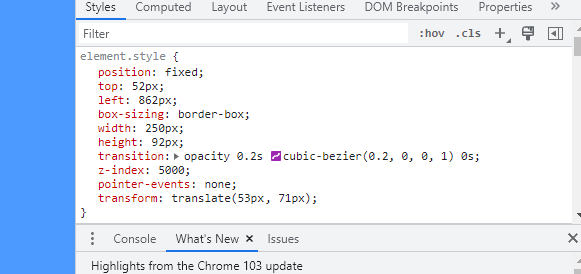 Styles Computed Layout Event Listeners DOM Breakpoints Properties »
Filter :hov .cls +
element.style {
position: fixed;
top: 52px;
left: 862px;
box-sizing: border-box;
width: 250px;
height: 92px;
transition: opacity 0.2s cubic-bezier(0.2, 0, 0, 1) 0s;
z-index: 5000;
pointer-events: none;
transform: translate(53px, 71px);
}
Console What's New Issues
Highlights from the Chrome 103 update